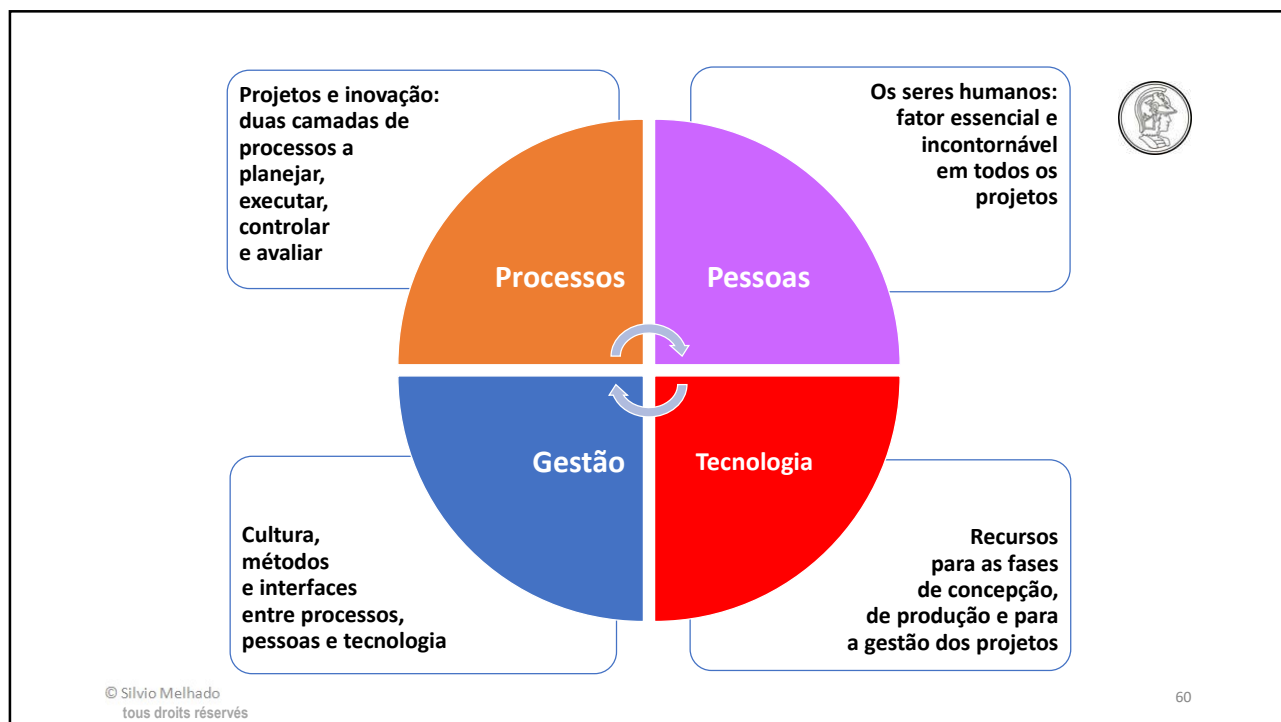 Projetos e inovação:
duas camadas de
processos a
planejar,
executar,
controlar
e avaliar
Os seres humanos:
fator essencial e
incontornável
em todos os
projetos
Processos
Pessoas
Gestão
Tecnologia
Cultura,
métodos
e interfaces
entre processos,
pessoas e tecnologia
Recursos
para as fases
de concepção,
de produção e para
a gestão dos projetos
© Silvio Melhado
tous droits réservés
60